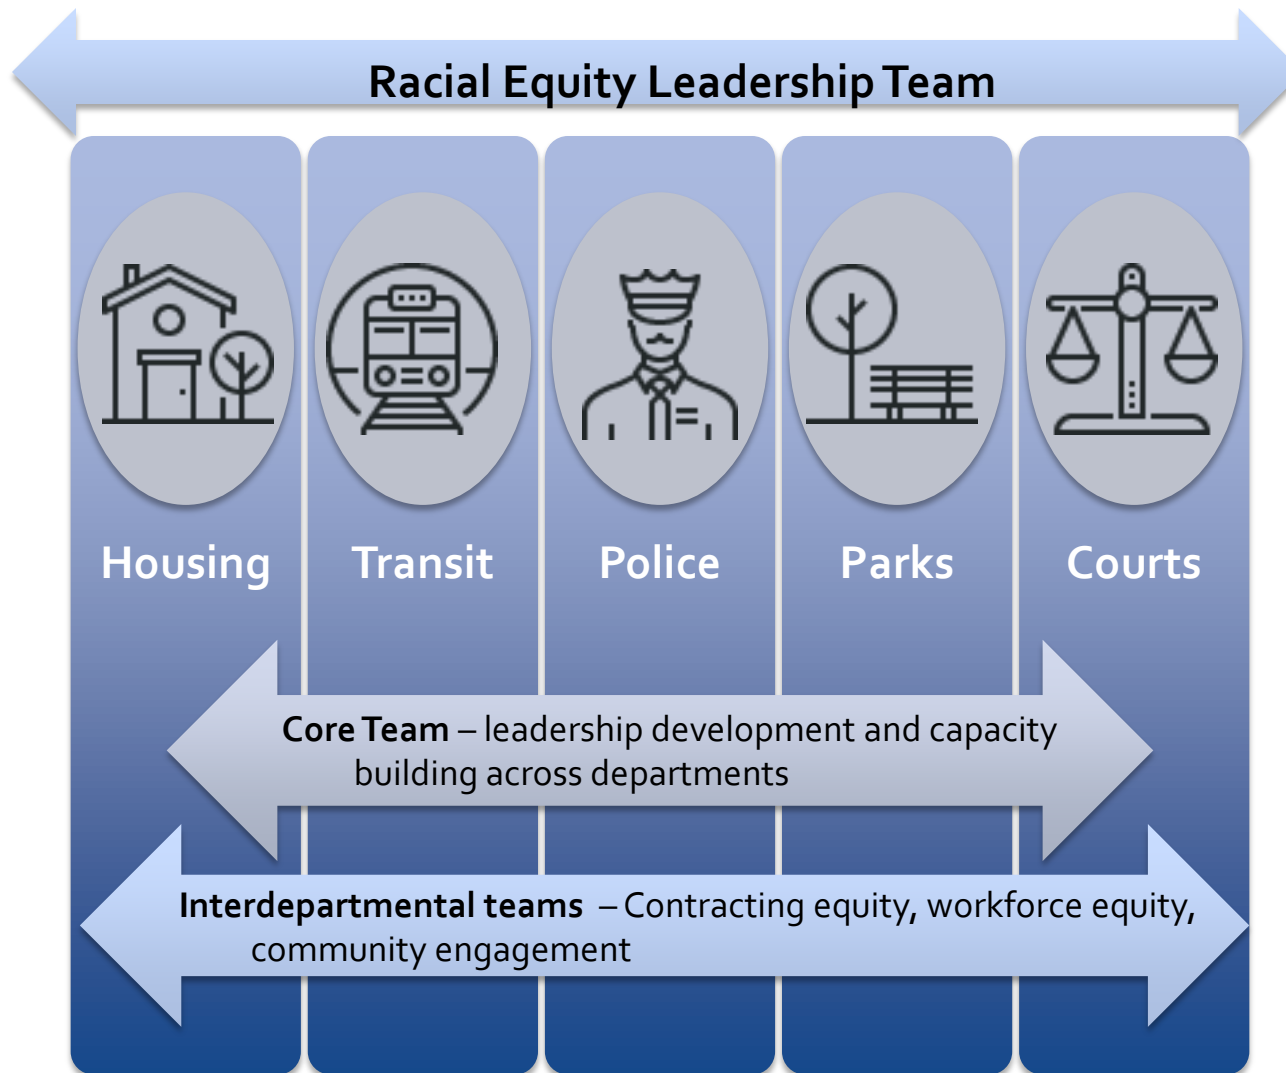 Racial Equity Leadership Team
Housing
Transit
Police
Parks
Courts
Core Team – leadership development and capacity
building across departments
Interdepartmental teams – Contracting equity, workforce equity,
community engagement